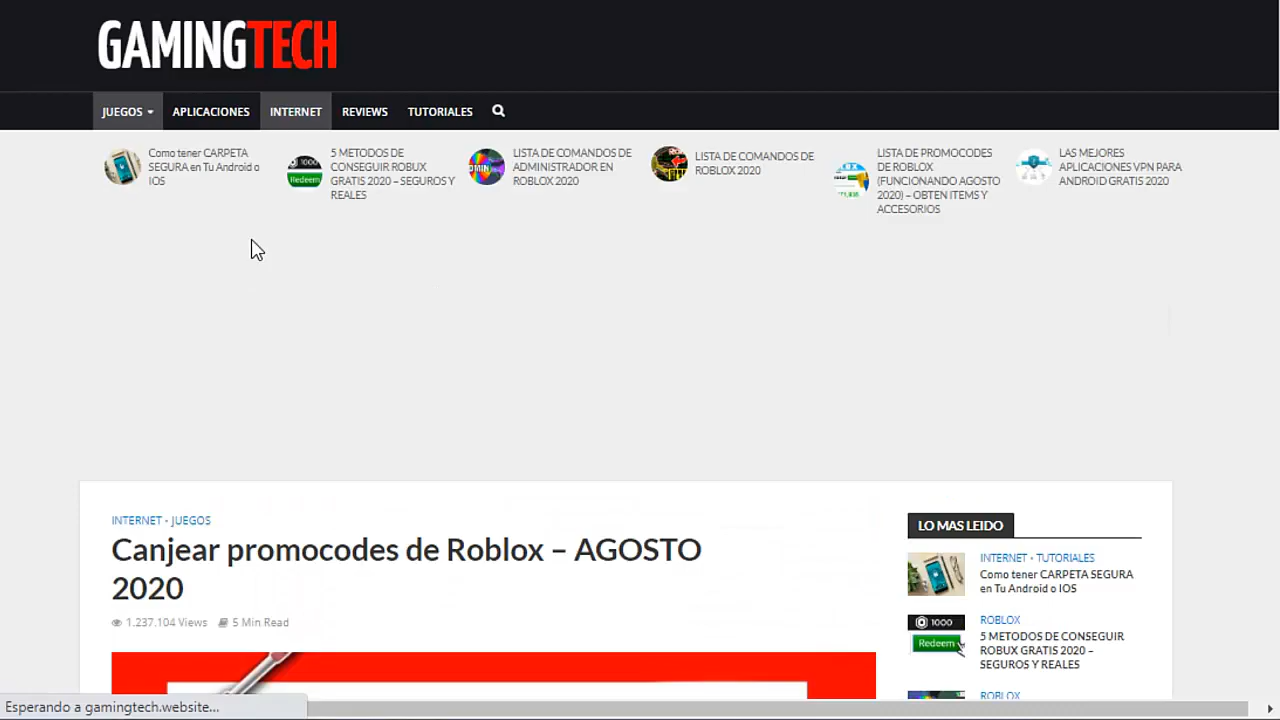 GAMINGTECH
JUEGOS APLICACIONES INTERNET REVIEWS TUTORIALES
Como tener CARPETA
SEGURA en Tu Android o
IOS
1000
Redeem
5 METODOS DE
CONSEGUIR ROBUX
GRATIS 2020 – SEGUROS Y
REALES
LISTA DE COMANDOS DE
ADMINISTRADOR EN
ROBLOX 2020
LISTA DE COMANDOS DE
ROBLOX 2020
LISTA DE PROMOCODES
DE ROBLOX
(FUNCIONANDO AGOSTO
2020) – OBTEN ITEMS Y
ACCESORIOS
LAS MEJORES
APLICACIONES VPN PARA
ANDROID GRATIS 2020
INTERNET • JUEGOS
Canjear promocodes de Roblox – AGOSTO
2020
1.237.104 Views 5 Min Read
LO MAS LEIDO
INTERNET • TUTORIALES
Como tener CARPETA SEGURA
en Tu Android o IOS
1000
Redeem
ROBLOX
5 METODOS DE CONSEGUIR
ROBUX GRATIS 2020 –
SEGUROS Y REALES
ROBLOX
Esperando a gamingtech.website...